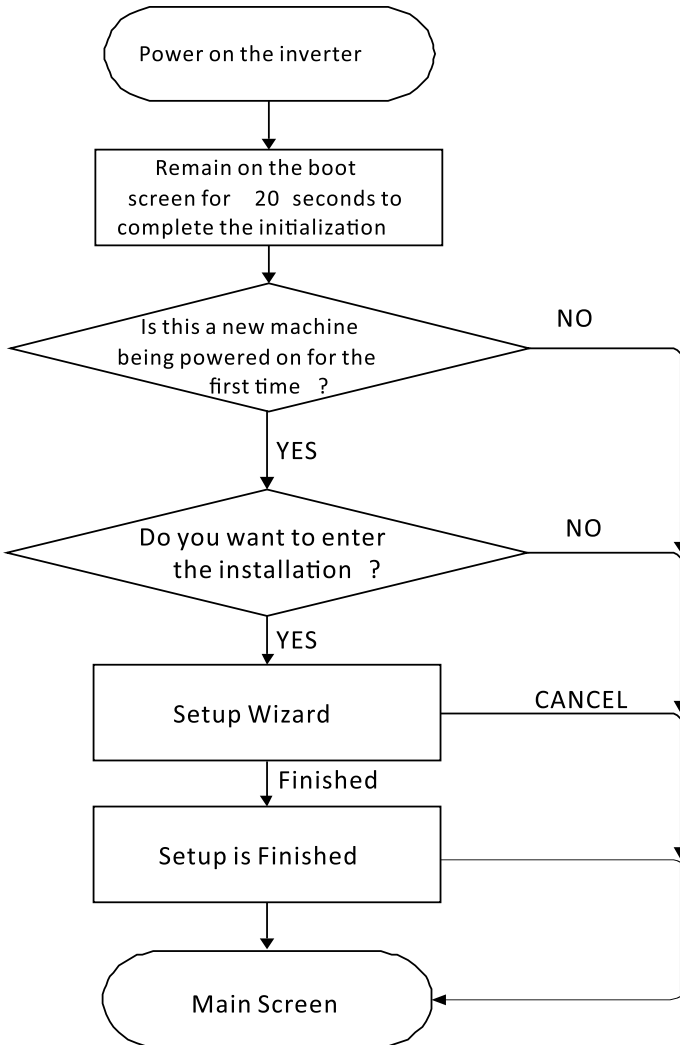 Power on the inverter
Remain on the boot
screen for 20 seconds to
complete the initialization
Is this a new machine
being powered on for the
first time ?
NO
YES
Do you want to enter
the installation ?
NO
YES
Setup Wizard
CANCEL
Finished
Setup is Finished
Main Screen